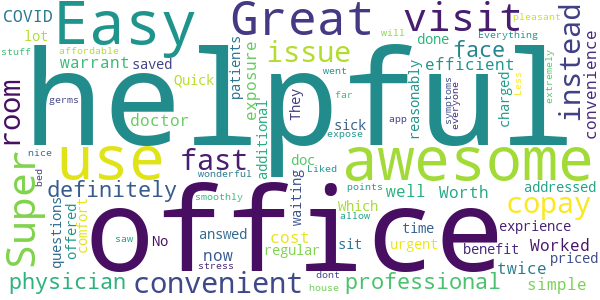 COVID
Easy
Great
visit
pleasant
will
Everything
stuff
affordable
lot
done
face
instead
warrant
saved
patients
exposure
issue
efficient
convenience
room
helpful
Quick
They
reasonably
charged
symptoms
everyone
Less
extremely
germs
doctor
went
far
app
expose
sick
additional
nice
bed
Super
use
fast
wonderful
doc
Liked
awesome
definitely
smoothly
waiting
points
Which
allow
well
Worth
addressed
copay
office
questions
offered
comfort
saw
No
answed
now
stress
cost
regular
sit
dont
house
time
urgent
exprience
benefit
Worked
twice
priced
physician
convenient
professional
simple